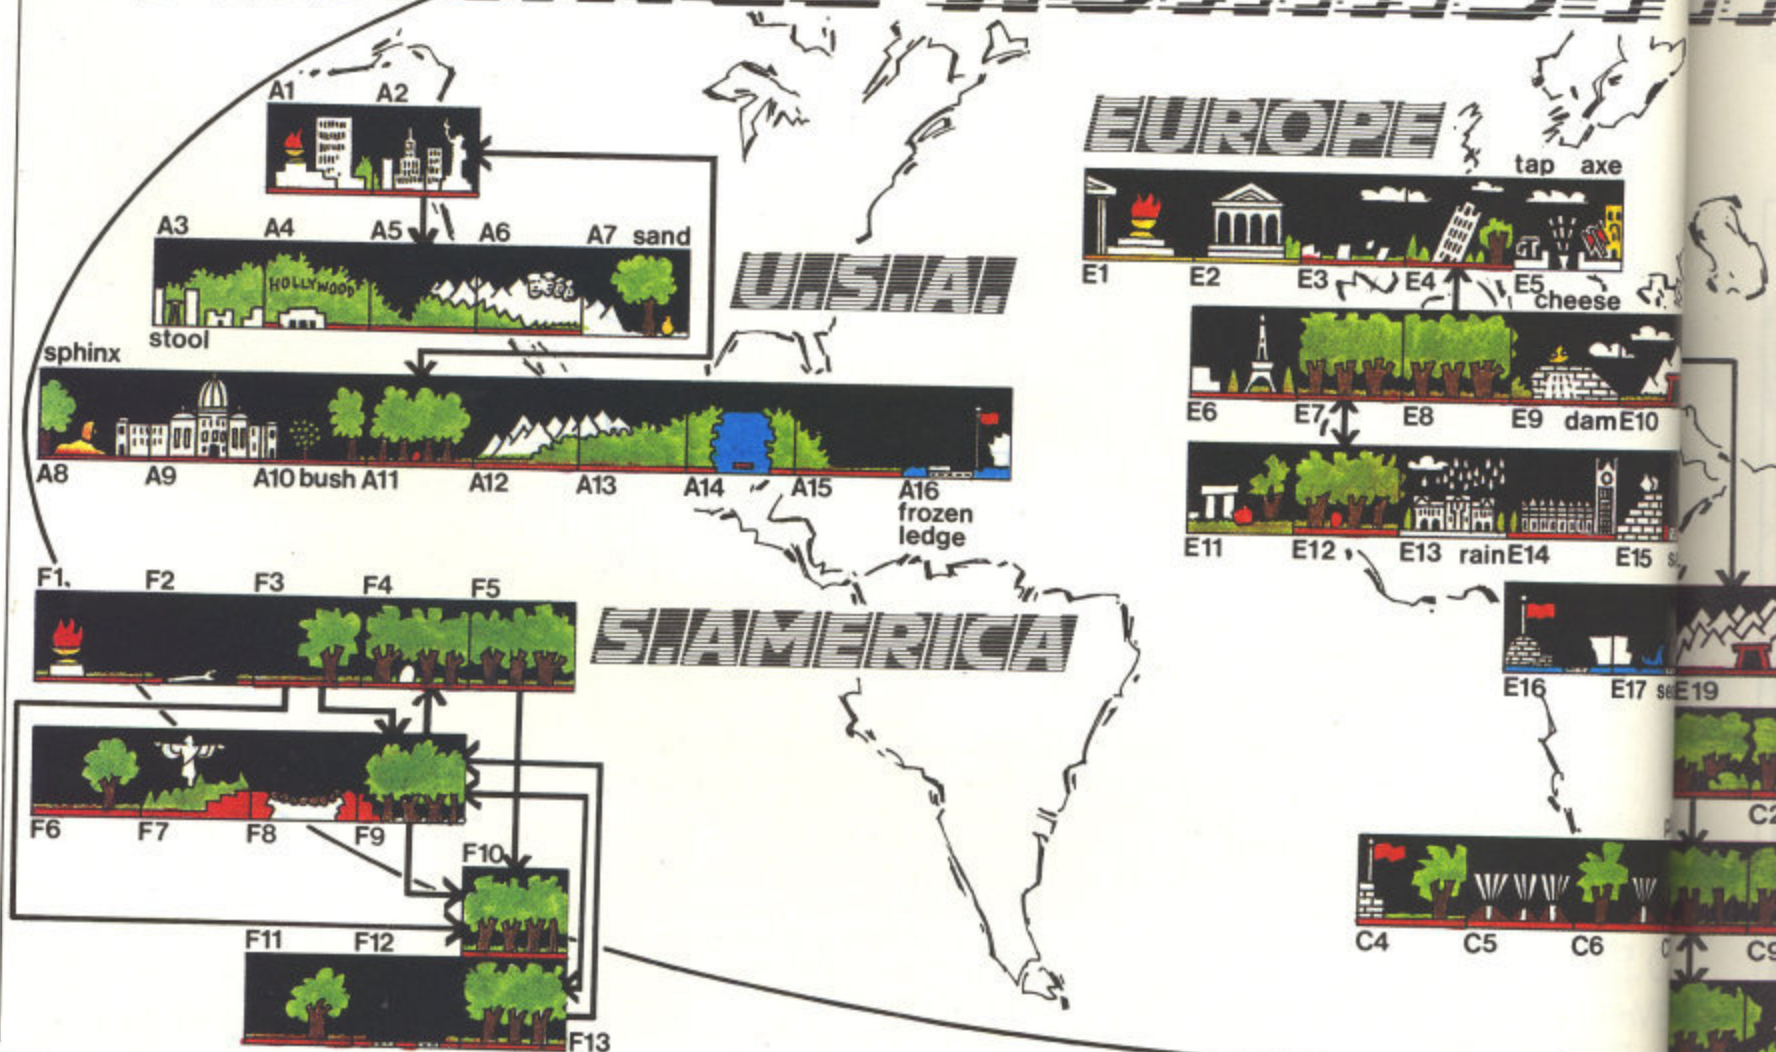 A1 A2
EUROPE
tap axe
A3 A4 A5 A6 A7 sand
HOLLYWOOD
U.S.A.
E1 E2 E3 E4 E5
cheese
stool
sphinx
E6 E7 E8 E9 dam E10
A8 A9 A10 bush A11 A12 A13 A14 A15 A16
frozen
ledge
E11 E12 E13 rain E14 E15
F1 F2 F3 F4 F5
S.AMERICA
E16 E17 E19
F6 F7 F8 F9
F10
C4 C5 C6 C9
F11 F12
F13